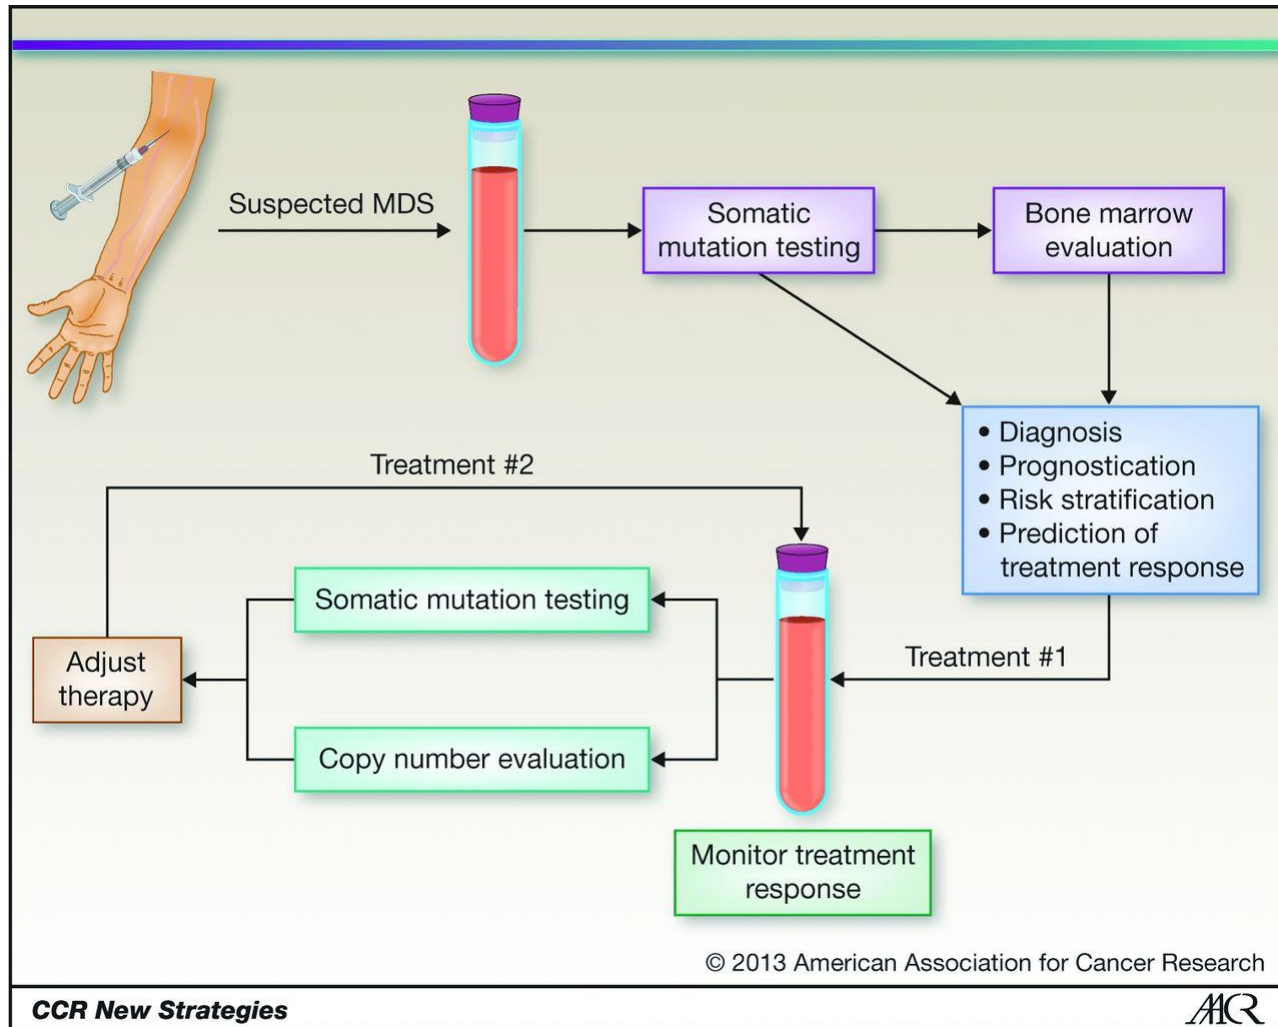 Suspected MDS
Somatic
mutation testing
Bone marrow
evaluation
• Diagnosis
• Prognostication
• Risk stratification
• Prediction of
treatment response
Treatment #2
Somatic mutation testing
Adjust
therapy
Treatment #1
Copy number evaluation
Monitor treatment
response
© 2013 American Association for Cancer Research
CCR New Strategies
AACR